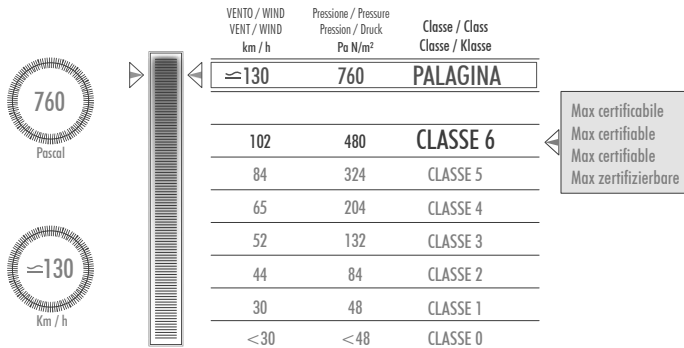 VENTO / WIND
VENT / WIND
km / h
Pressione / Pressure
Pression / Druck
Pa N/m²
Classe / Class
Classe / Klasse
≃130 760 PALAGINA
102 480 CLASSE 6
84 324 CLASSE 5
65 204 CLASSE 4
52 132 CLASSE 3
44 84 CLASSE 2
30 48 CLASSE 1
<30 <48 CLASSE 0
760
Pascal
≃130
Km / h
Max certificabile
Max certifiable
Max certifiable
Max zertifizierbare